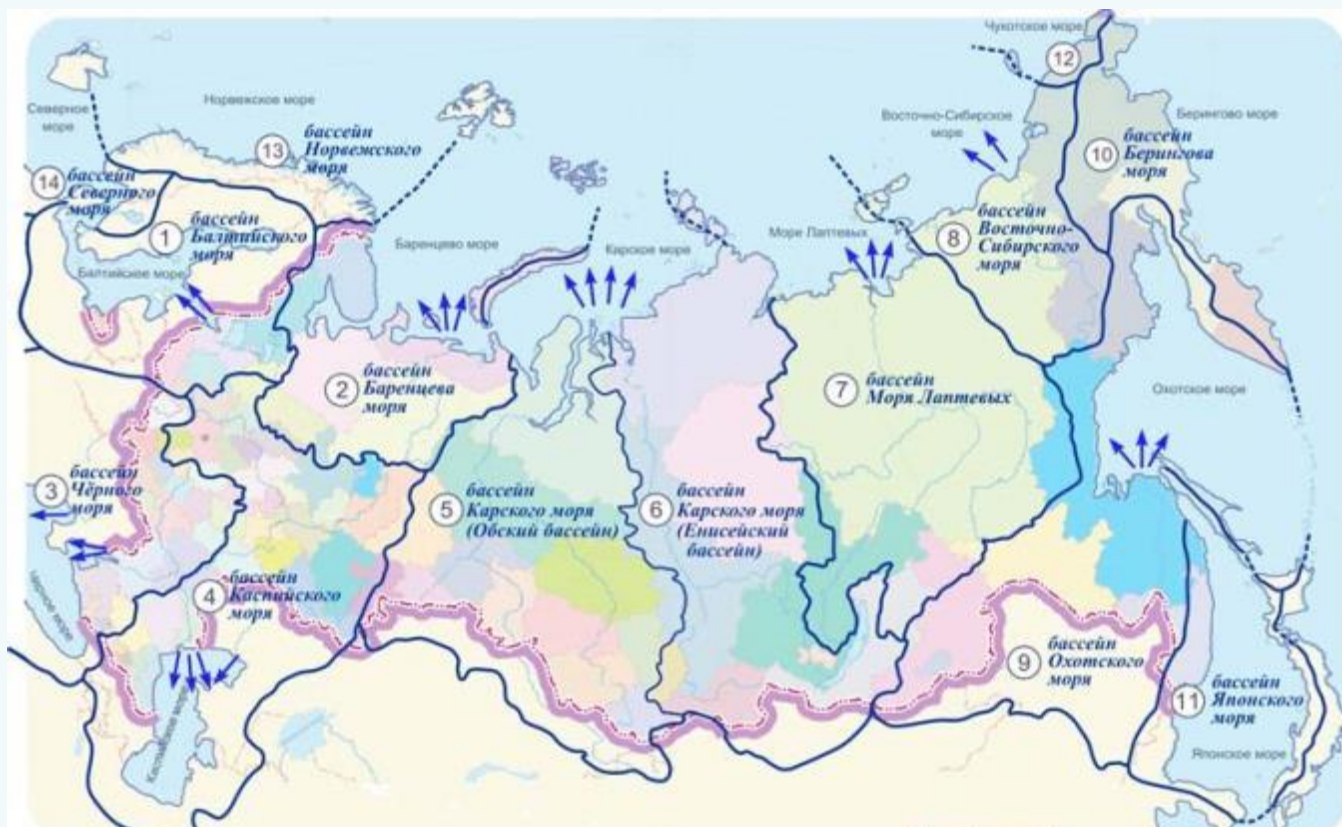 Чукотское море
12
Северное
море
Норвежское море
Восточно-Сибирское
море
Берингово море
13
бассейн
Норвежского
моря
10
бассейн
Берингова
моря
14
бассейн
Северного
моря
1
бассейн
Балтийского
моря
Балтийское море
Баренцево море
Карское море
Море Лаптевых
8
бассейн
Восточно-
Сибирского
моря
2
бассейн
Баренцева
моря
7
бассейн
Моря Лаптевых
Охотское море
3
бассейн
Чёрного
моря
5
бассейн
Карского моря
(Обский бассейн)
6
бассейн
Карского моря
(Енисейский
бассейн)
4
бассейн
Каспийского
моря
Черное море
9
бассейн
Охотского
моря
11
бассейн
Японского
моря
Каспийское море
Японское море